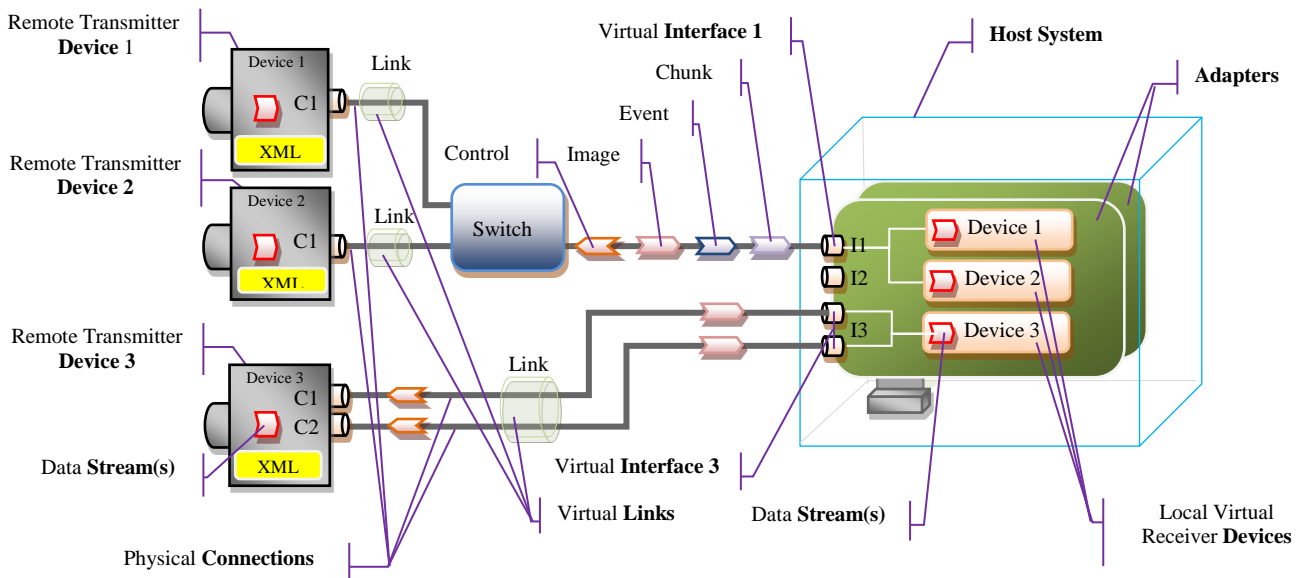 Remote Transmitter
Device 1
Device 1
C1
XML
Link
Virtual Interface 1
Host System
Chunk
Adapters
Event
Control
Image
Remote Transmitter
Device 2
Device 2
C1
XML
Link
Switch
I1
I2
I3
Device 1
Device 2
Device 3
Remote Transmitter
Device 3
Device 3
C1
C2
XML
Link
Data Stream(s)
Virtual Interface 3
Virtual Links
Data Stream(s)
Local Virtual
Receiver Devices
Physical Connections